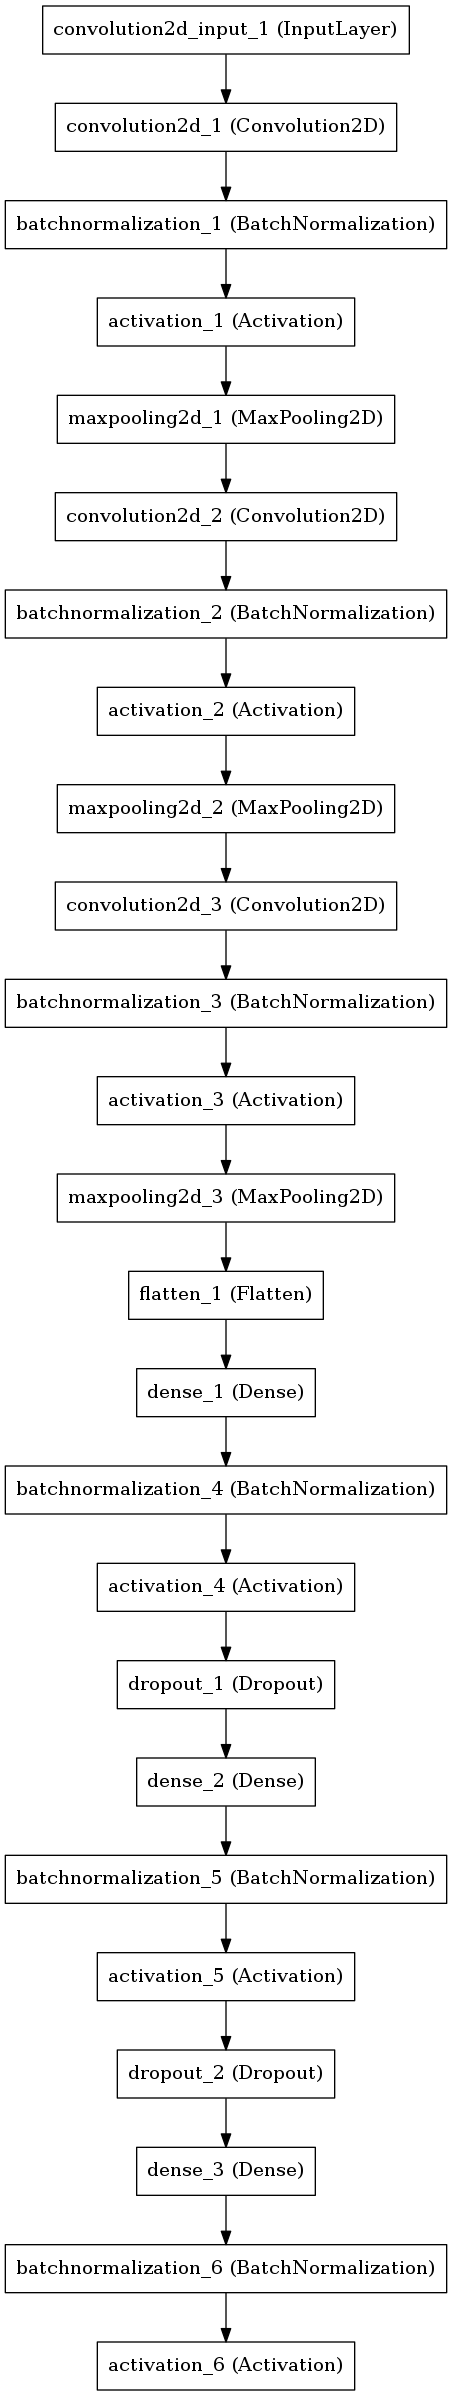 convolution2d_input_1 (InputLayer)
convolution2d_1 (Convolution2D)
batchnormalization_1 (BatchNormalization)
activation_1 (Activation)
maxpooling2d_1 (MaxPooling2D)
convolution2d_2 (Convolution2D)
batchnormalization_2 (BatchNormalization)
activation_2 (Activation)
maxpooling2d_2 (MaxPooling2D)
convolution2d_3 (Convolution2D)
batchnormalization_3 (BatchNormalization)
activation_3 (Activation)
maxpooling2d_3 (MaxPooling2D)
flatten_1 (Flatten)
dense_1 (Dense)
batchnormalization_4 (BatchNormalization)
activation_4 (Activation)
dropout_1 (Dropout)
dense_2 (Dense)
batchnormalization_5 (BatchNormalization)
activation_5 (Activation)
dropout_2 (Dropout)
dense_3 (Dense)
batchnormalization_6 (BatchNormalization)
activation_6 (Activation)